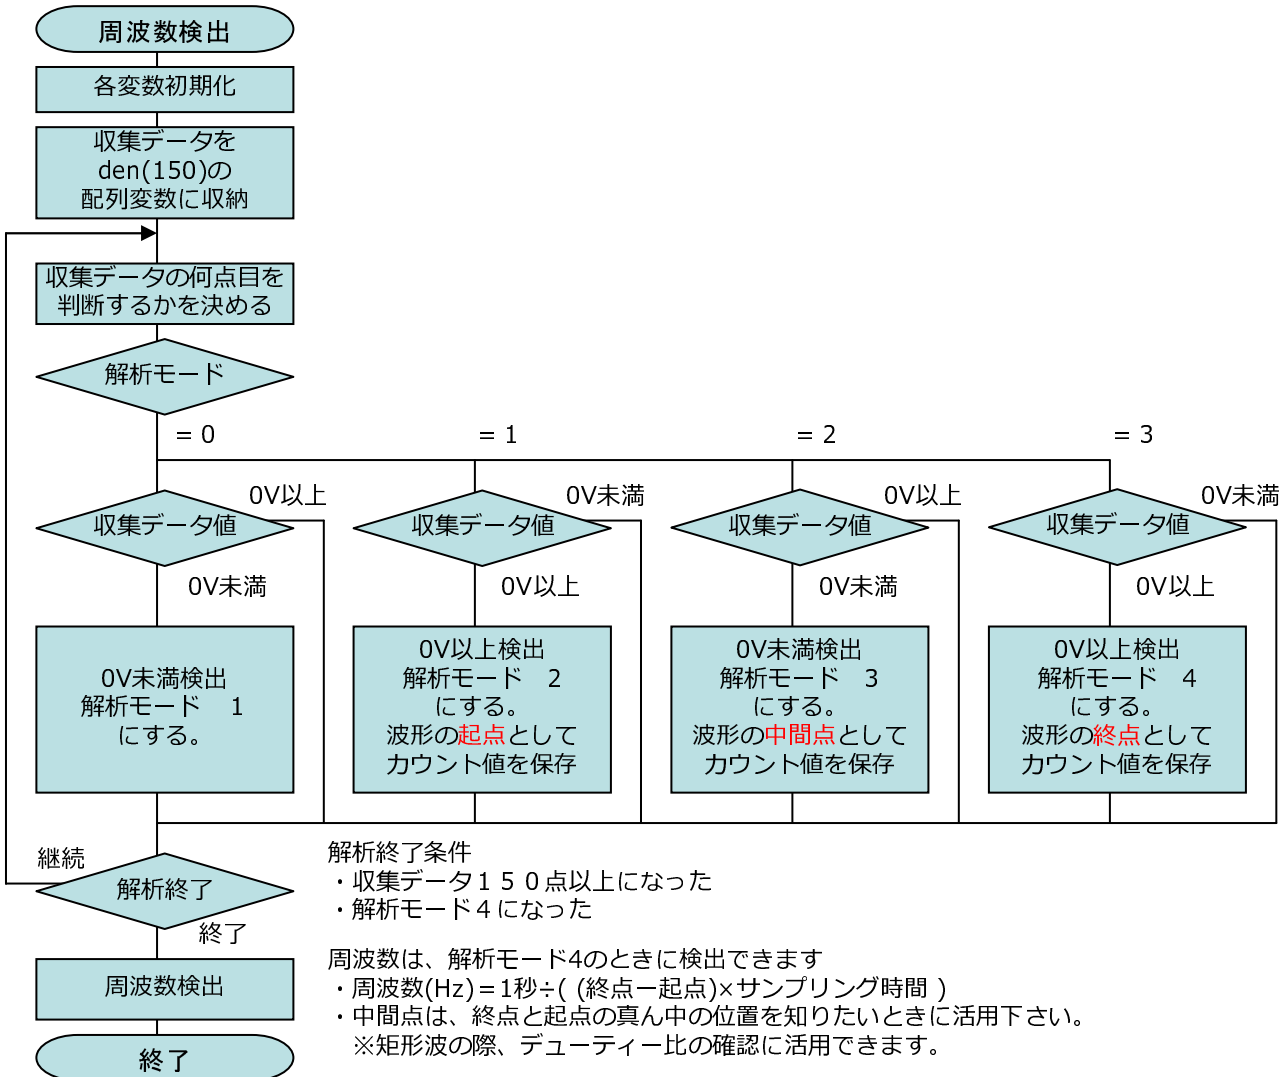 周波数検出
各変数初期化
収集データを
den(150)の
配列変数に収納
収集データの何点目を
判断するかを決める
解析モード
= 0
= 1
= 2
= 3
収集データ値
0V以上
0V未満
収集データ値
0V未満
0V以上
収集データ値
0V以上
0V未満
収集データ値
0V未満
0V以上
0V未満検出
解析モード　1
にする。
0V以上検出
解析モード　2
にする。
波形の起点として
カウント値を保存
0V未満検出
解析モード　3
にする。
波形の中間点として
カウント値を保存
0V以上検出
解析モード　4
にする。
波形の終点として
カウント値を保存
継続
解析終了
終了
周波数検出
終了
解析終了条件
・収集データ１５０点以上になった
・解析モード４になった
周波数は、解析モード4のときに検出できます
・周波数(Hz)＝1秒÷( (終点ー起点)×サンプリング時間 )
・中間点は、終点と起点の真ん中の位置を知りたいときに活用下さい。
※矩形波の際、デューティー比の確認に活用できます。